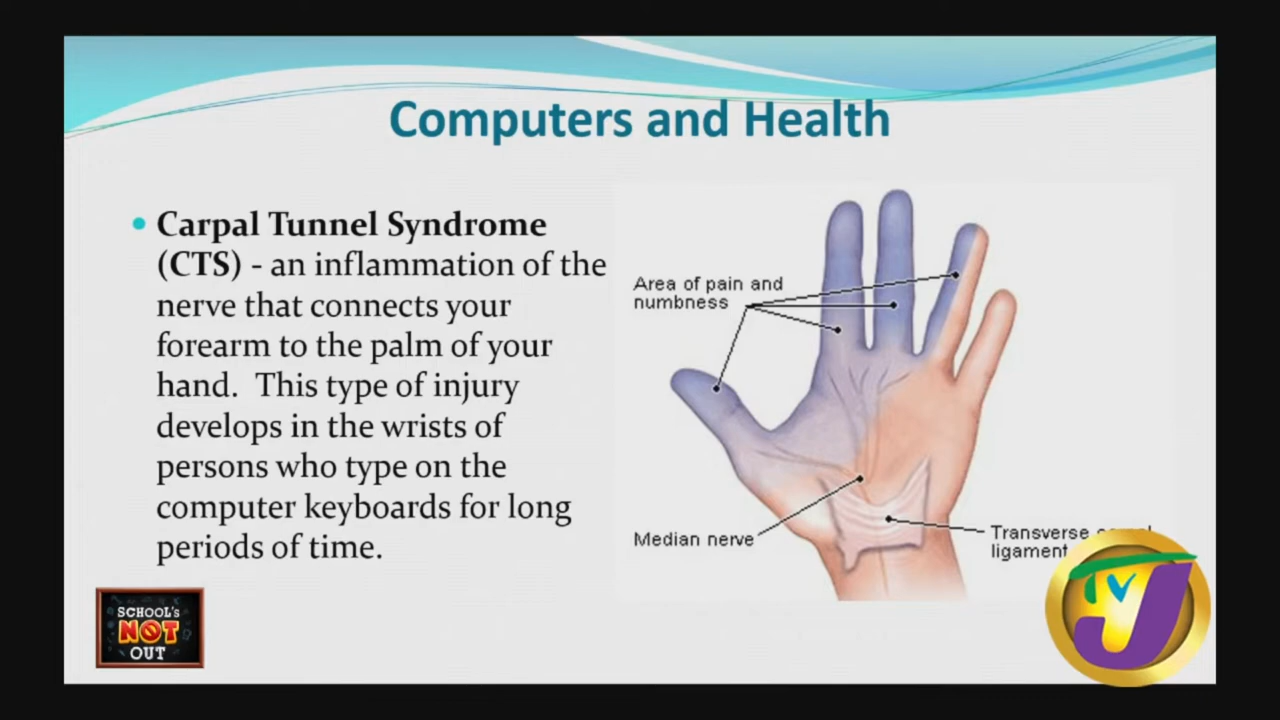 Computers and Health
• Carpal Tunnel Syndrome
(CTS) - an inflammation of the
nerve that connects your
forearm to the palm of your
hand. This type of injury
develops in the wrists of
persons who type on the
computer keyboards for long
periods of time.
Area of pain and
numbness
Median nerve
Transverse
ligament
SCHOOL's
NOT
OUT
TVJ